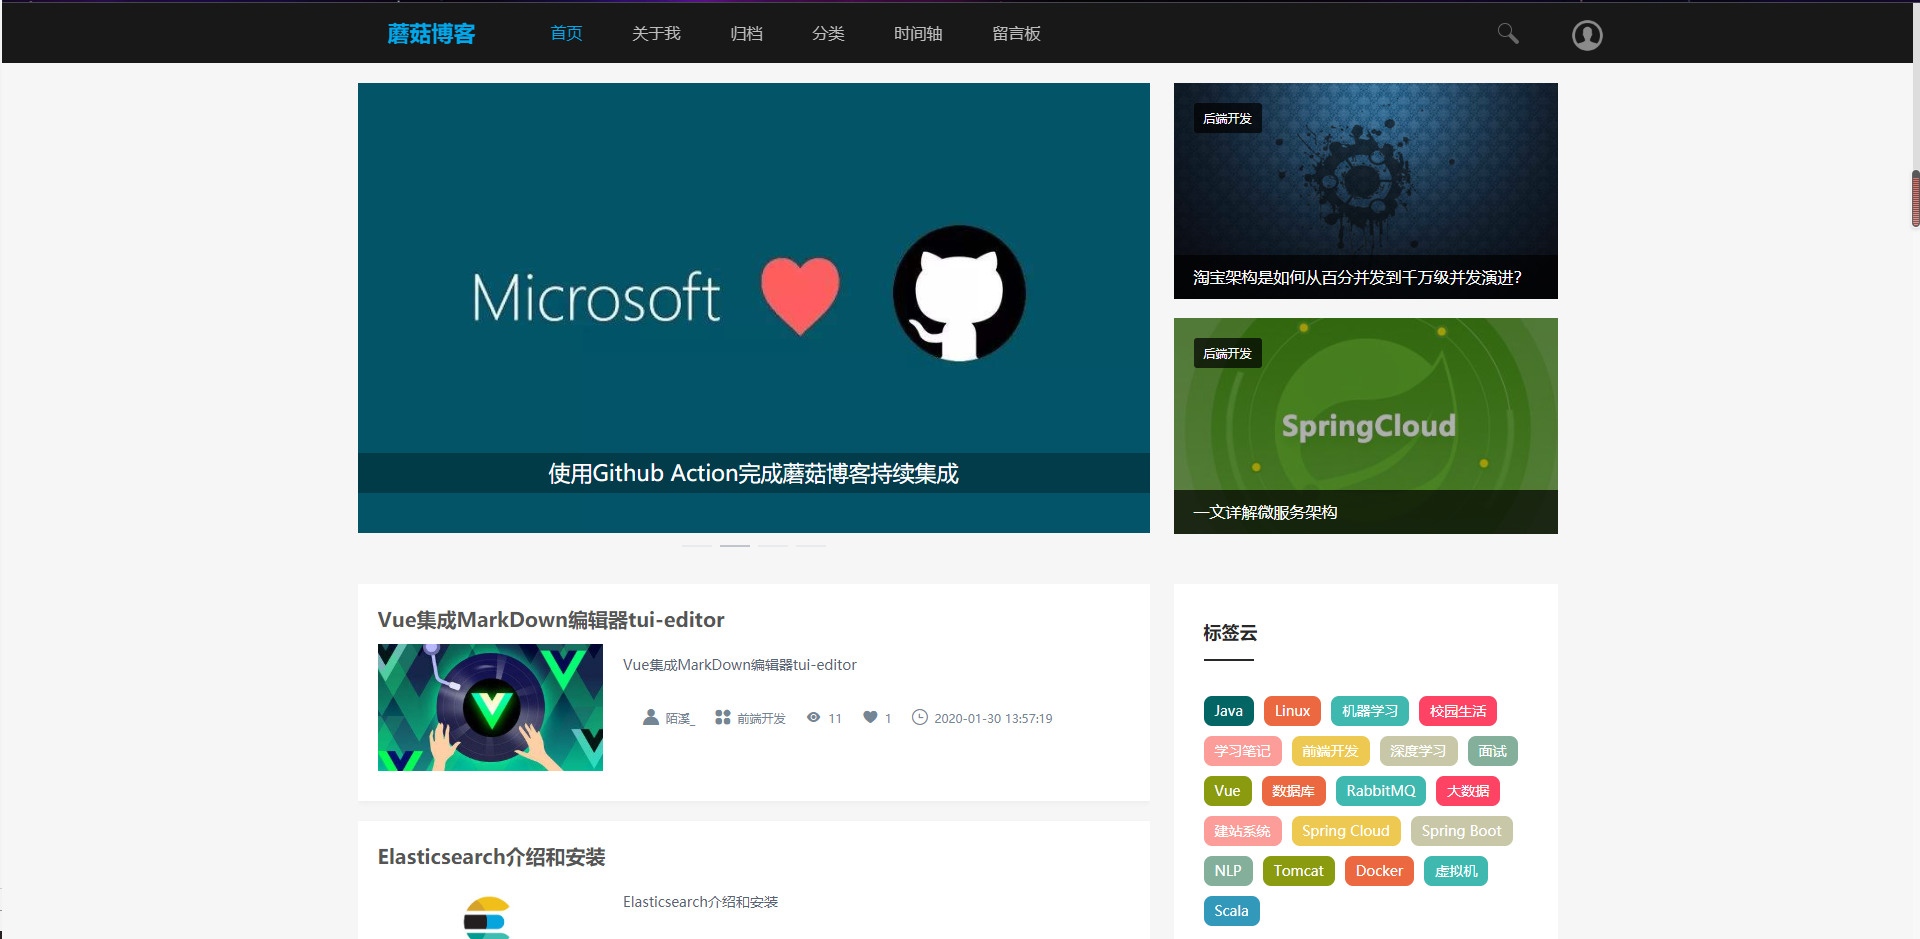 蘑菇博客 首页 关于我 归档 分类 时间轴 留言板
Microsoft
使用Github Action完成蘑菇博客持续集成
后端开发
淘宝架构是如何从百分并发到千万级并发演进?
后端开发
SpringCloud
一文详解微服务架构
Vue集成MarkDown编辑器tui-editor
Vue集成MarkDown编辑器tui-editor
陌溪_ 前端开发 11 1 2020-01-30 13:57:19
Elasticsearch介绍和安装
Elasticsearch介绍和安装
标签云
Java Linux 机器学习 校园生活
学习笔记 前端开发 深度学习 面试
Vue 数据库 RabbitMQ 大数据
建站系统 Spring Cloud Spring Boot
NLP Tomcat Docker 虚拟机
Scala